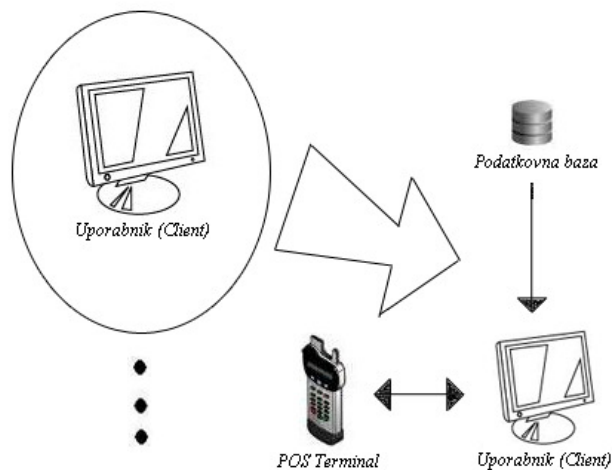 Uporabnik (Client)
Podatkovna baza
POS Terminal
Uporabnik (Client)